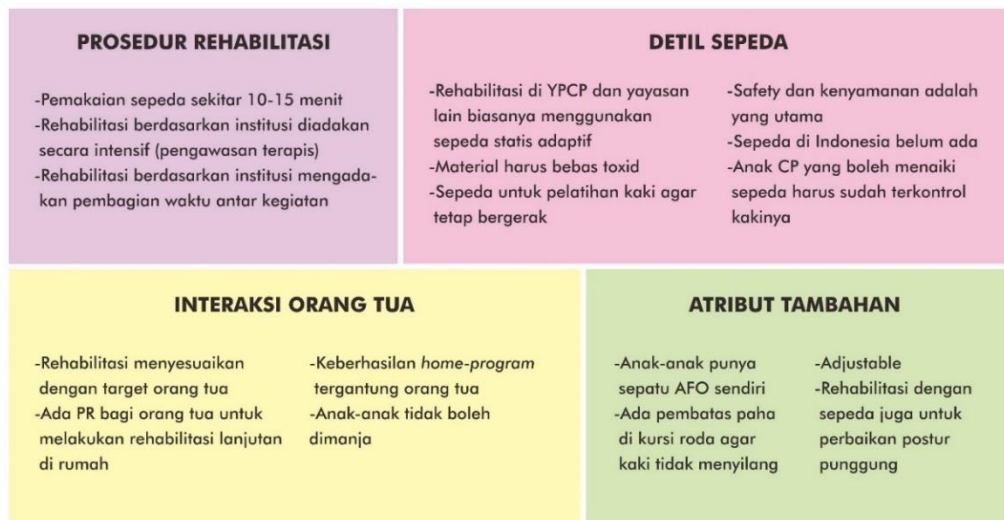 PROSEDUR REHABILITASI
-Pemakaian sepeda sekitar 10-15 menit
-Rehabilitasi berdasarkan institusi diadakan
secara intensif (pengawasan terapis)
-Rehabilitasi berdasarkan institusi mengada-
kan pembagian waktu antar kegiatan
DETIL SEPEDA
-Rehabilitasi di YPCP dan yayasan
lain biasanya menggunakan
sepeda statis adaptif
-Material harus bebas toxid
-Sepeda untuk pelatihan kaki agar
tetap bergerak
-Safety dan kenyamanan adalah
yang utama
-Sepeda di Indonesia belum ada
-Anak CP yang boleh menaiki
sepeda harus sudah terkontrol
kakinya
INTERAKSI ORANG TUA
-Rehabilitasi menyesuaikan
dengan target orang tua
-Ada PR bagi orang tua untuk
melakukan rehabilitasi lanjutan
di rumah
-Keberhasilan home-program
tergantung orang tua
-Anak-anak tidak boleh
dimanja
ATRIBUT TAMBAHAN
-Anak-anak punya
sepatu AFO sendiri
-Ada pembatas paha
di kursi roda agar
kaki tidak menyilang
-Adjustable
-Rehabilitasi dengan
sepeda juga untuk
perbaikan postur
punggung